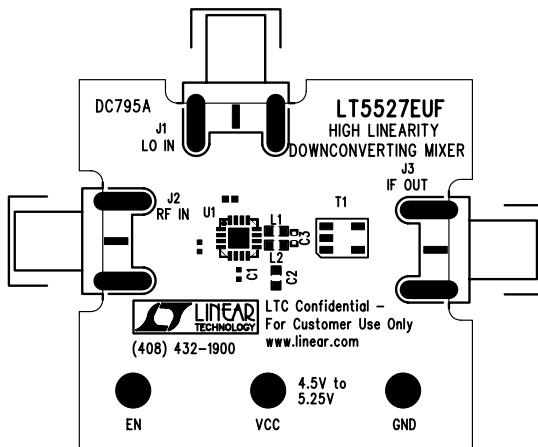 DC795A
LT5527EUF
HIGH LINEARITY
DOWNCONVERTING MIXER
J1
LO IN
J3
IF OUT
J2
RF IN
U1
L1
T1
C3
L2
C1
C2
LINEAR
TECHNOLOGY
LTC Confidential –
For Customer Use Only
www.linear.com
(408) 432-1900
4.5V to
5.25V
EN
VCC
GND